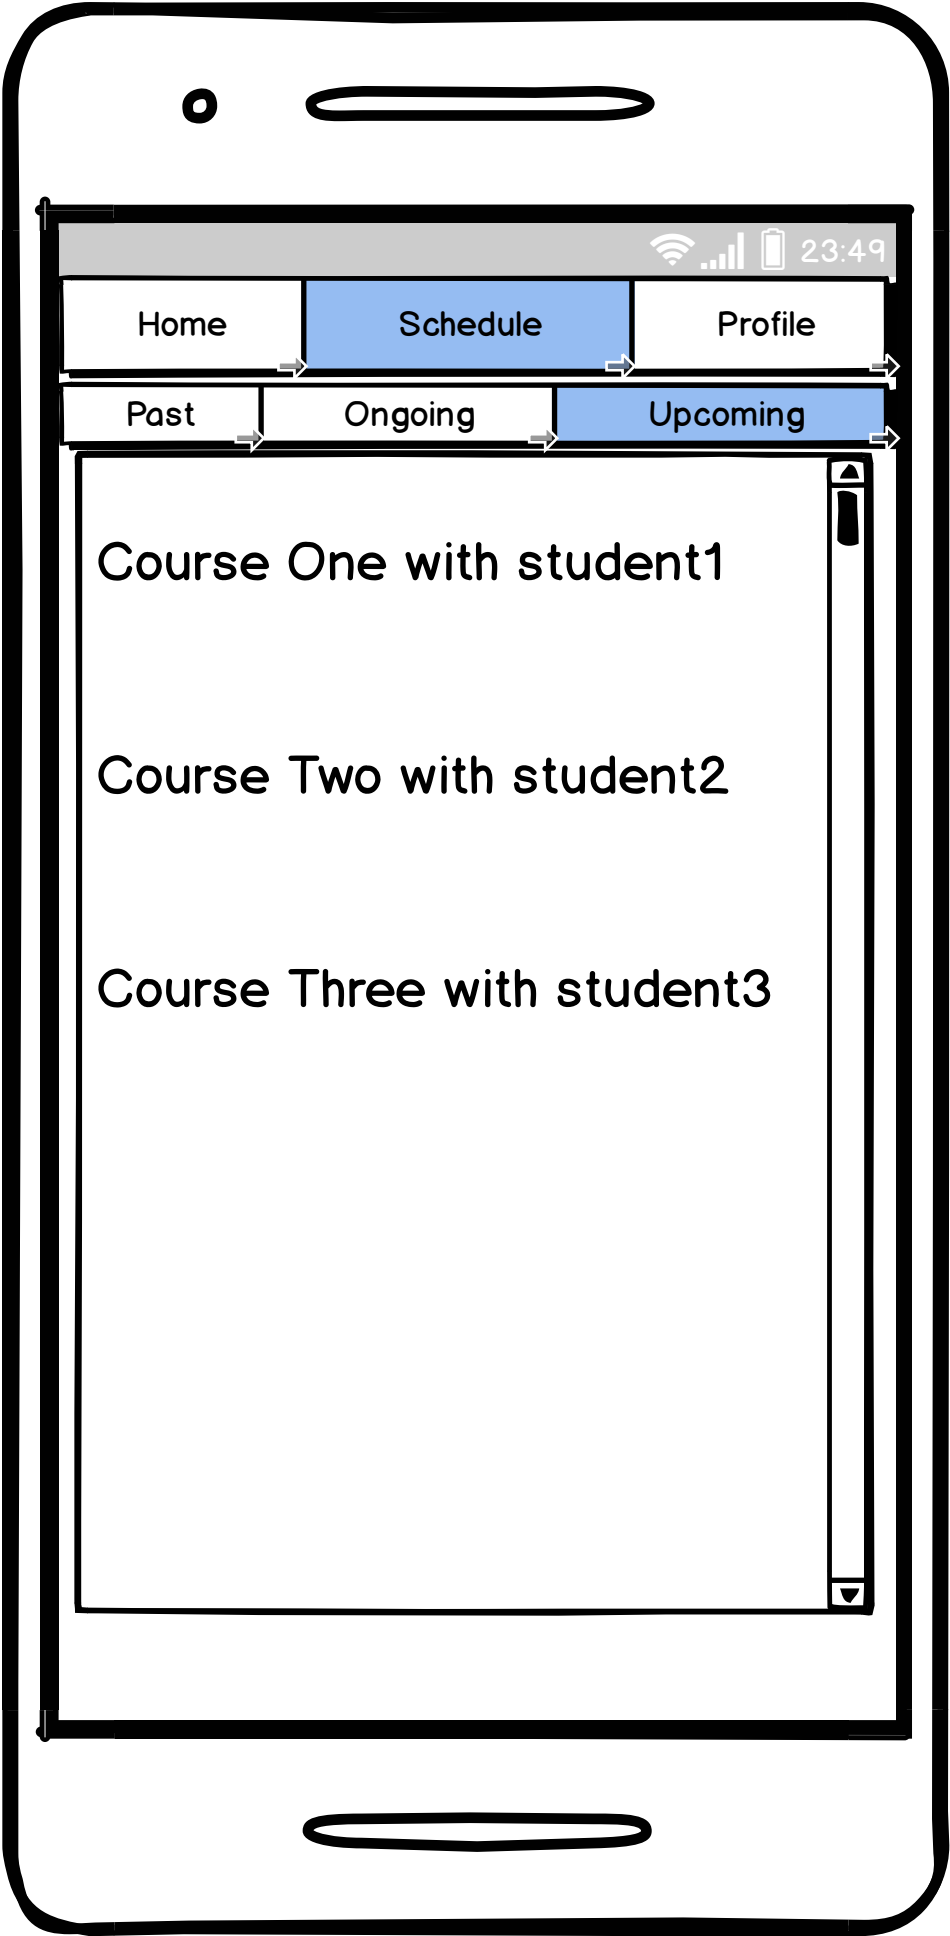 23:49
Home Schedule Profile
Past Ongoing Upcoming
Course One with student1
Course Two with student2
Course Three with student3